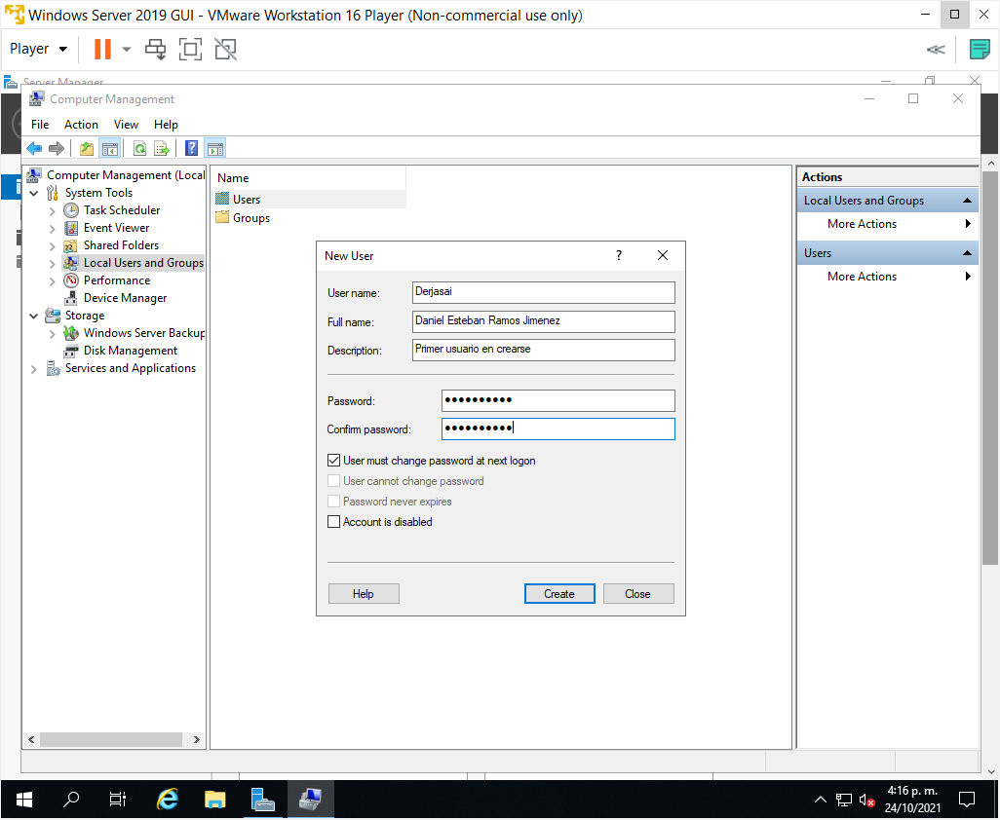 Windows Server 2019 GUI - VMware Workstation 16 Player (Non-commercial use only)
Player
Server Manager
Computer Management
File Action View Help
Computer Management (Local
System Tools
Task Scheduler
Event Viewer
Shared Folders
Local Users and Groups
Performance
Device Manager
Storage
Windows Server Backup
Disk Management
Services and Applications
Name
Users
Groups
New User
?
User name: Derjasai
Full name: Daniel Esteban Ramos Jimenez
Description: Primer usuario en crearse
Password: ••••••••••
Confirm password: ••••••••••
User must change password at next logon
User cannot change password
Password never expires
Account is disabled
Help Create Close
Actions
Local Users and Groups
More Actions
Users
More Actions
4:16 p. m.
24/10/2021